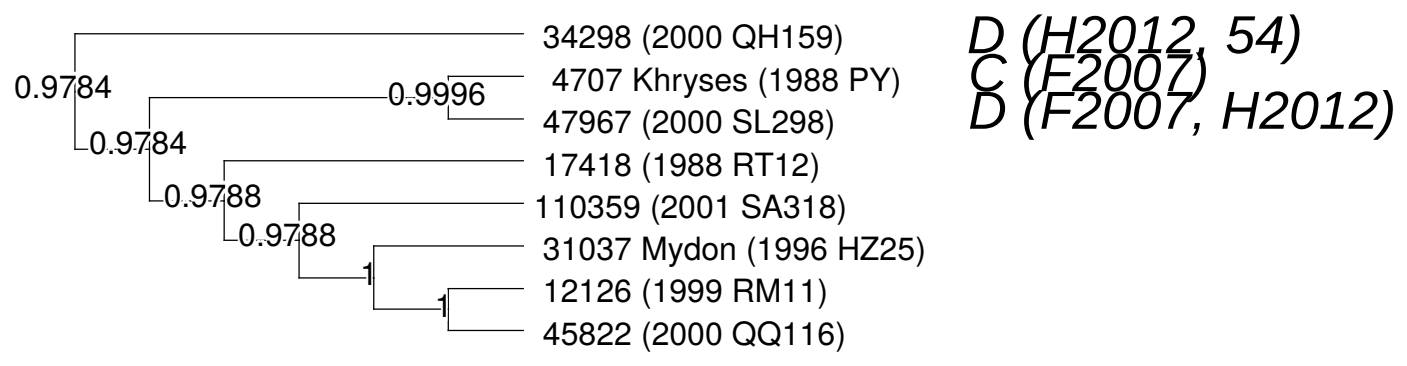 34298 (2000 QH159) D (H2012, 54)
0.9784
4707 Khryses (1988 PY) C (F2007)
0.9996
47967 (2000 SL298) D (F2007, H2012)
0.9784
17418 (1988 RT12)
0.9788
110359 (2001 SA318)
0.9788
31037 Mydon (1996 HZ25)
1
12126 (1999 RM11)
1
45822 (2000 QQ116)